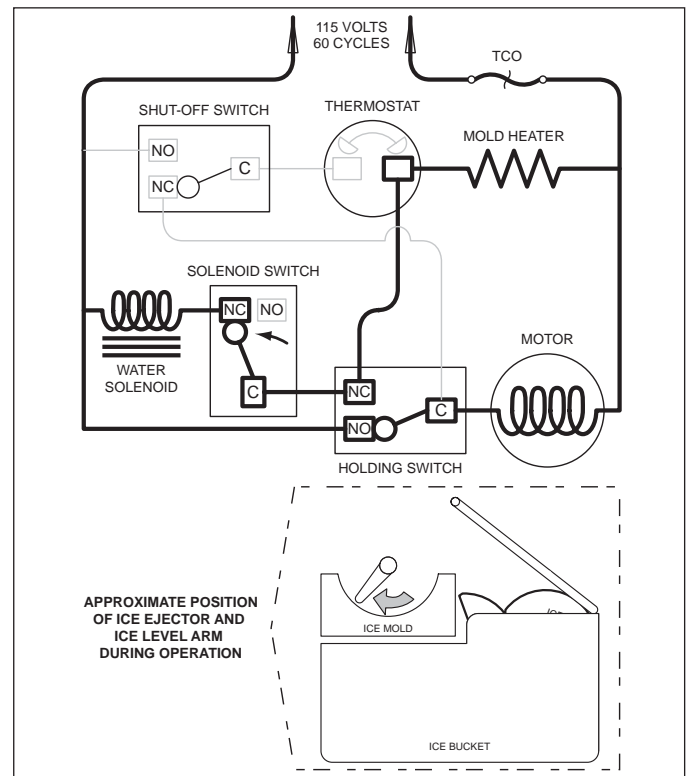 115 VOLTS
60 CYCLES
TCO
SHUT-OFF SWITCH
THERMOSTAT
MOLD HEATER
NO
C
NC
SOLENOID SWITCH
NC
NO
MOTOR
WATER
SOLENOID
C
NC
C
NO
HOLDING SWITCH
APPROXIMATE POSITION
OF ICE EJECTOR AND
ICE LEVEL ARM
DURING OPERATION
ICE MOLD
ICE BUCKET